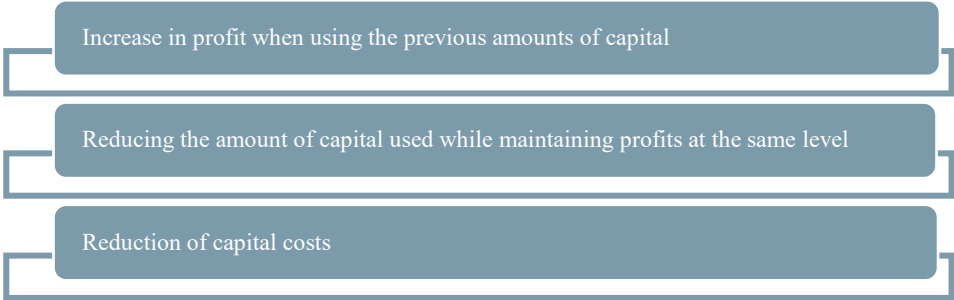 Increase in profit when using the previous amounts of capital
Reducing the amount of capital used while maintaining profits at the same level
Reduction of capital costs